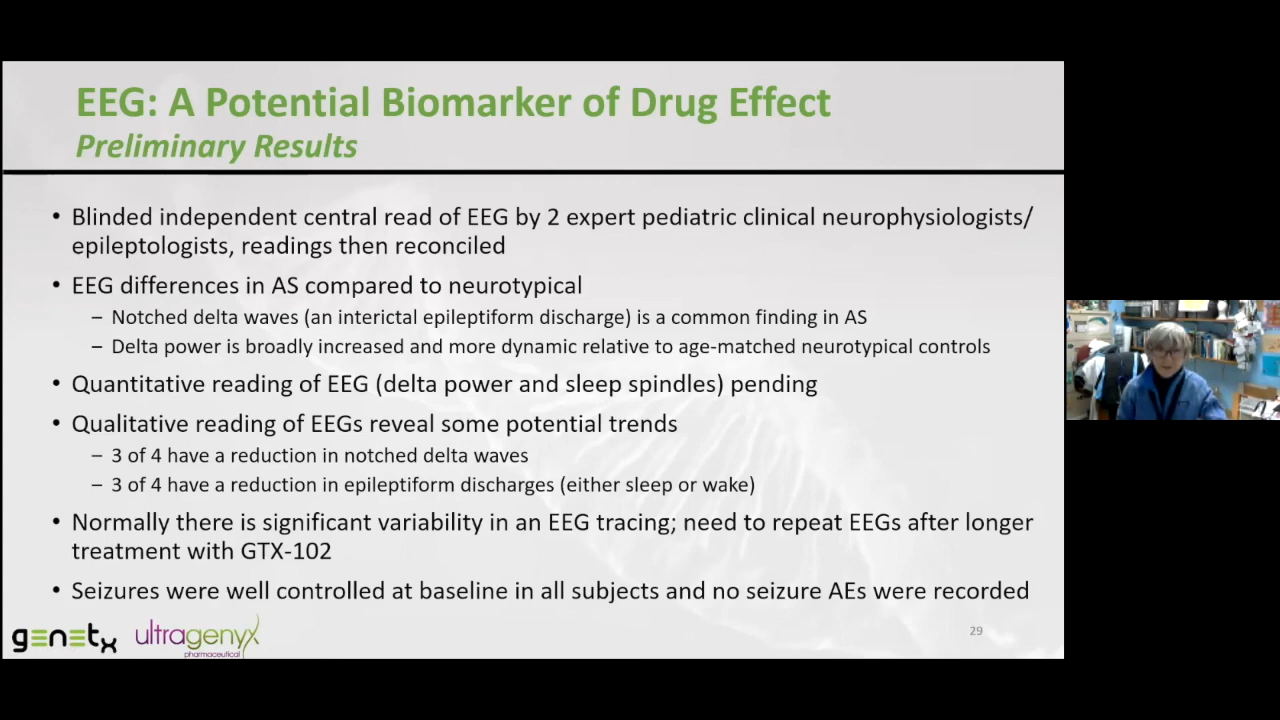 EEG: A Potential Biomarker of Drug Effect
Preliminary Results
• Blinded independent central read of EEG by 2 expert pediatric clinical neurophysiologists/
epileptologists, readings then reconciled
• EEG differences in AS compared to neurotypical
– Notched delta waves (an interictal epileptiform discharge) is a common finding in AS
– Delta power is broadly increased and more dynamic relative to age-matched neurotypical controls
• Quantitative reading of EEG (delta power and sleep spindles) pending
• Qualitative reading of EEGs reveal some potential trends
– 3 of 4 have a reduction in notched delta waves
– 3 of 4 have a reduction in epileptiform discharges (either sleep or wake)
• Normally there is significant variability in an EEG tracing; need to repeat EEGs after longer
treatment with GTX-102
• Seizures were well controlled at baseline in all subjects and no seizure AEs were recorded
genetx ultragenyx
pharmaceutical
29